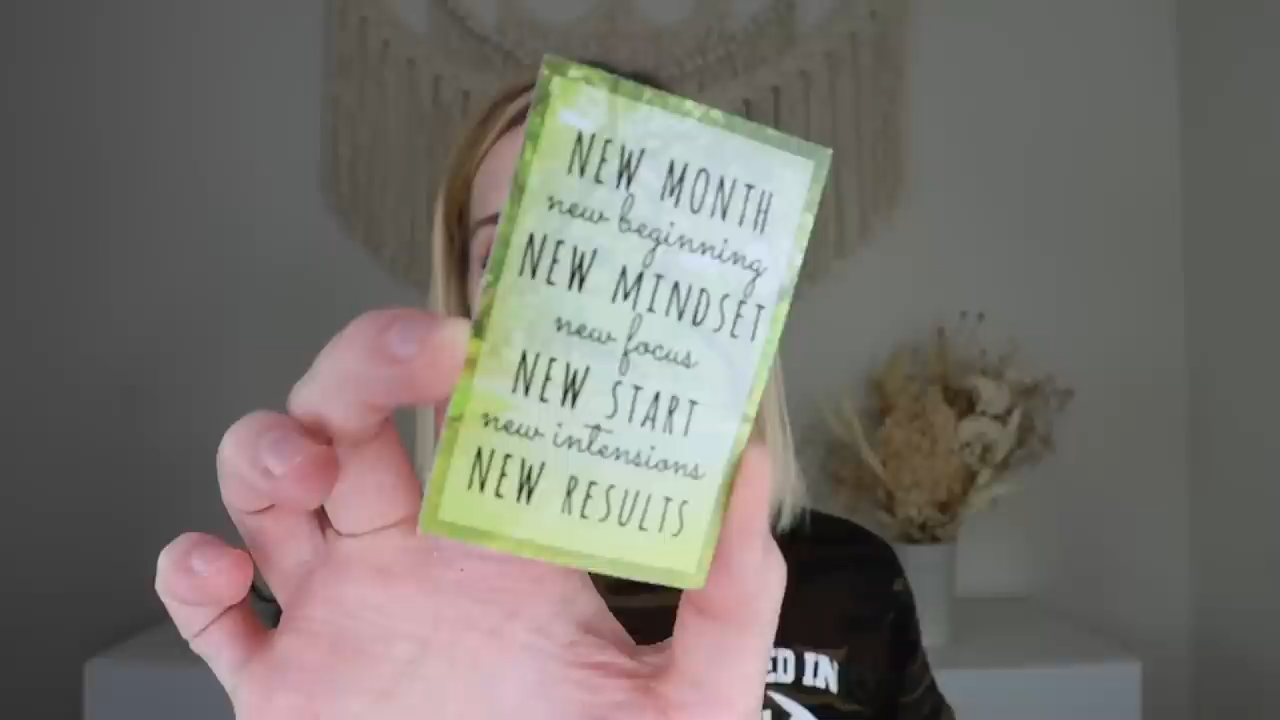 NEW MONTH
new beginning
NEW MINDSET
new focus
NEW START
new intensions
NEW RESULTS
ED IN